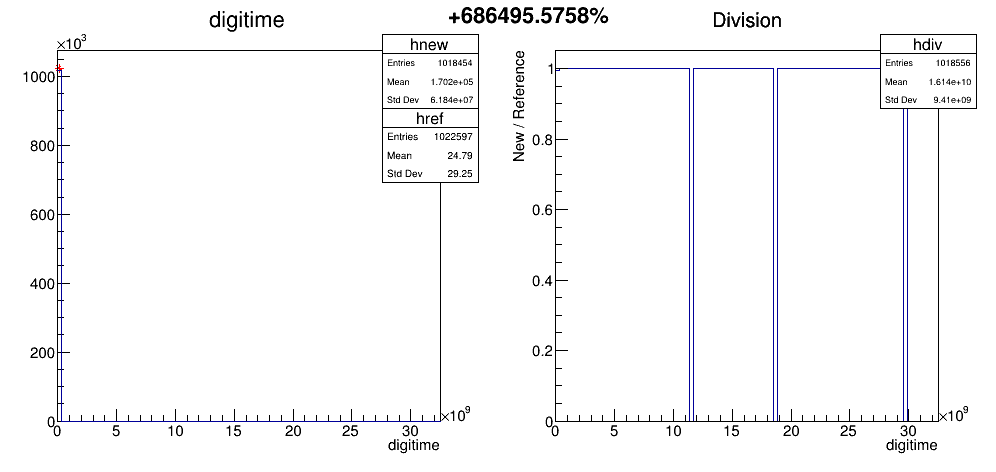 +686495.5758%
digitime
×10³
hnew
Entries 1018454
Mean 1.702e+05
Std Dev 6.184e+07
href
Entries 1022597
Mean 24.79
Std Dev 29.25
1000
800
600
400
200
0
0 5 10 15 20 25 30 ×10⁹
digitime
Division
hdiv
Entries 1018556
Mean 1.614e+10
Std Dev 9.41e+09
New / Reference
1
0.8
0.6
0.4
0.2
0
0 5 10 15 20 25 30 ×10⁹
digitime